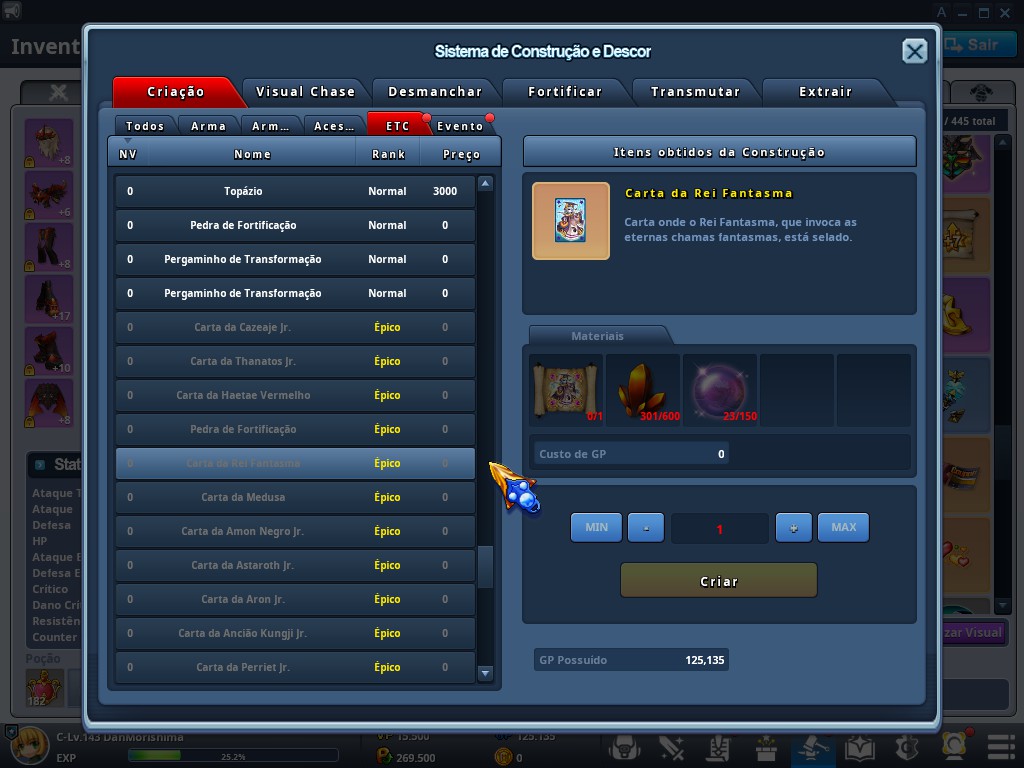 A
Invent
Sair
Sistema de Construção e Descor
Criação
Visual Chase
Desmanchar
Fortificar
Transmutar
Extrair
Todos
Arma
Arm...
Aces...
ETC
Evento
/ 445 total
NV Nome Rank Preço
0 Topázio Normal 3000
0 Pedra de Fortificação Normal 0
0 Pergaminho de Transformação Normal 0
0 Pergaminho de Transformação Normal 0
0 Carta da Cazeaje Jr. Épico 0
0 Carta da Thanatos Jr. Épico 0
0 Carta da Haetae Vermelho Épico 0
0 Pedra de Fortificação Épico 0
0 Carta da Rei Fantasma Épico 0
0 Carta da Medusa Épico 0
0 Carta da Amon Negro Jr. Épico 0
0 Carta da Astaroth Jr. Épico 0
0 Carta da Aron Jr. Épico 0
0 Carta da Ancião Kungji Jr. Épico 0
0 Carta da Perriet Jr. Épico 0
Itens obtidos da Construção
Carta da Rei Fantasma
Carta onde o Rei Fantasma, que invoca as
eternas chamas fantasmas, está selado.
Materiais
0/1
301/600
23/150
Custo de GP 0
MIN
-
1
+
MAX
Criar
GP Possuído 125,135
+8
+6
+8
+17
+10
+8
+7
Stat
Ataque T
Ataque
Defesa
HP
Ataque E
Defesa E
Crítico
Dano Crí
Resistên
Counter
Poção
182
zar Visual
C-Lv.143 DanMorishima
EXP
25.2%
VP 15.500
269.500
125.135
0